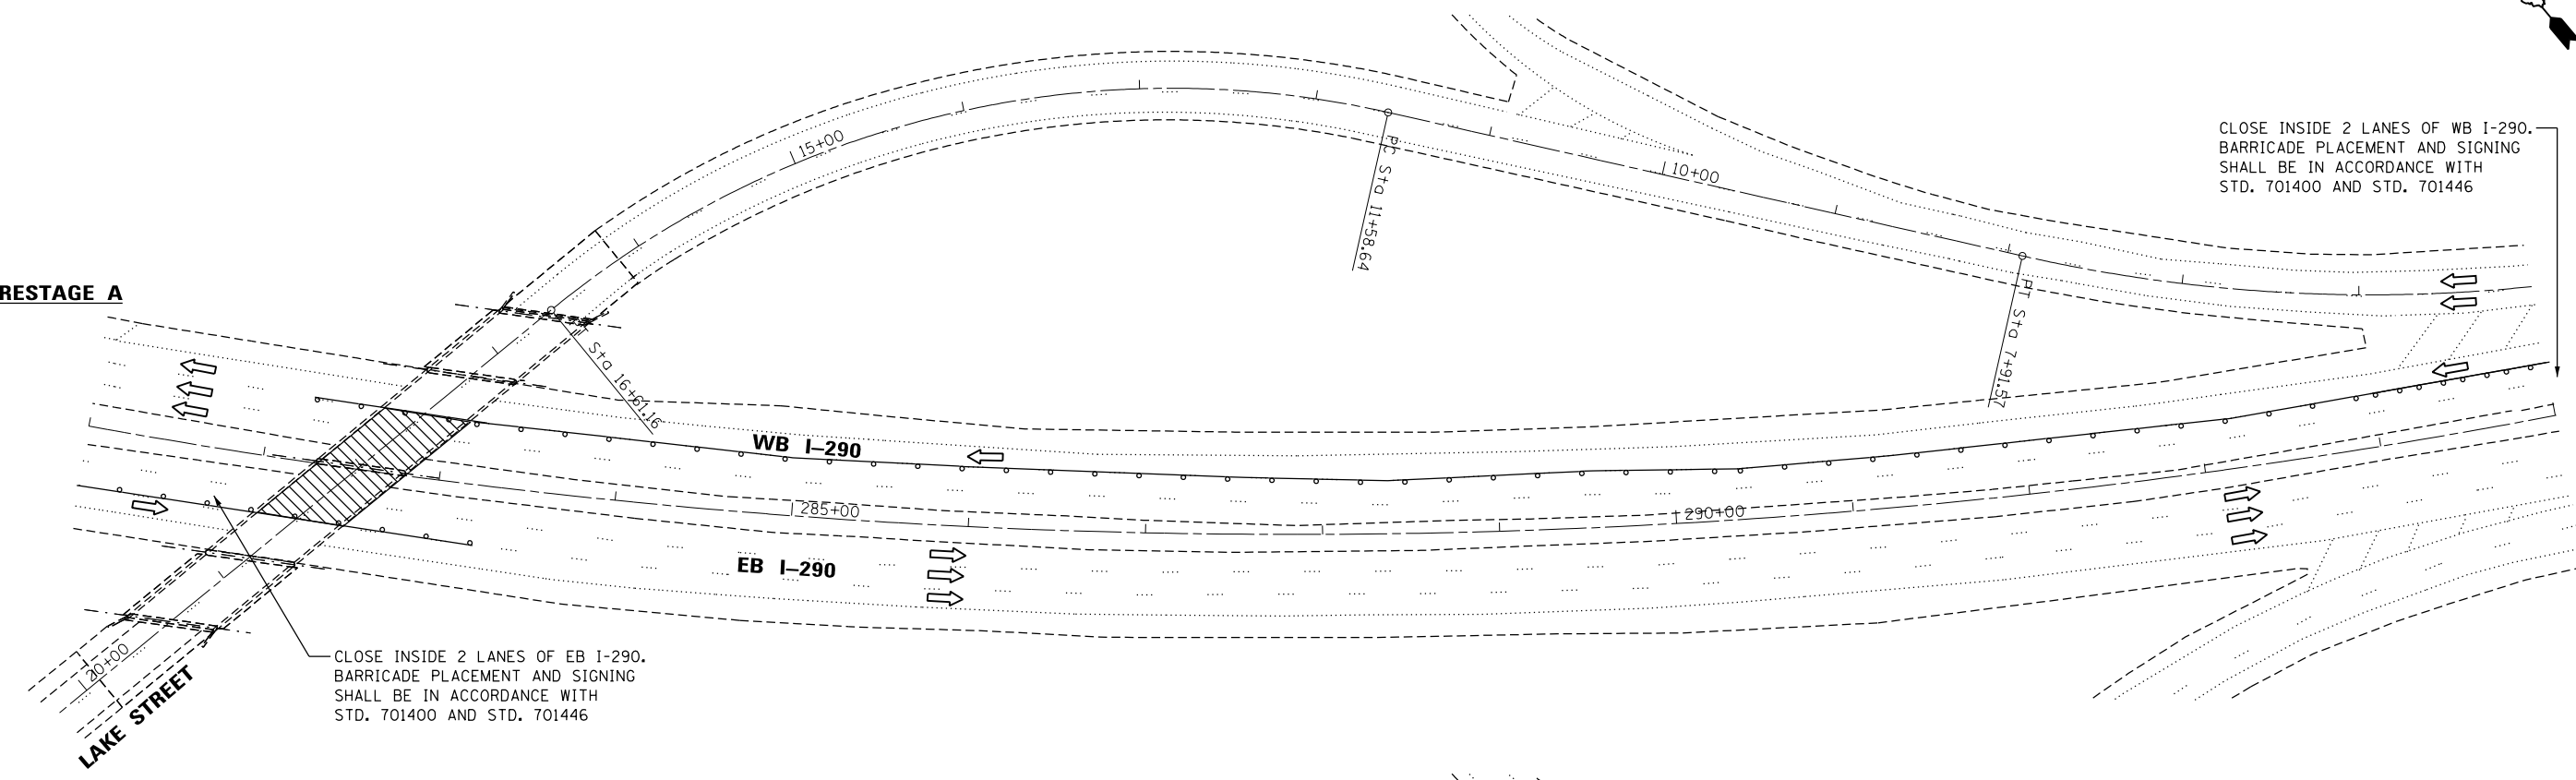 CLOSE INSIDE 2 LANES OF WB I-290.
BARRICADE PLACEMENT AND SIGNING
SHALL BE IN ACCORDANCE WITH
STD. 701400 AND STD. 701446
15+00
10+00
PC Sta 11+58.64
PT Sta 7+91.57
RESTAGE A
Sta 16+61.16
WB I-290
285+00
290+00
EB I-290
20+00
LAKE STREET
CLOSE INSIDE 2 LANES OF EB I-290.
BARRICADE PLACEMENT AND SIGNING
SHALL BE IN ACCORDANCE WITH
STD. 701400 AND STD. 701446